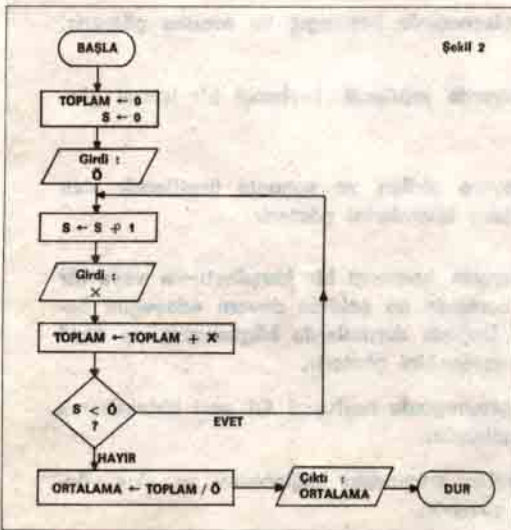 BAŞLA
Şekil 2
TOPLAM ← 0
S ← 0
Girdi :
Ö
S ← S + 1
Girdi :
X
TOPLAM ← TOPLAM + X
S < Ö
?
EVET
HAYIR
ORTALAMA ← TOPLAM / Ö
Çıktı :
ORTALAMA
DUR